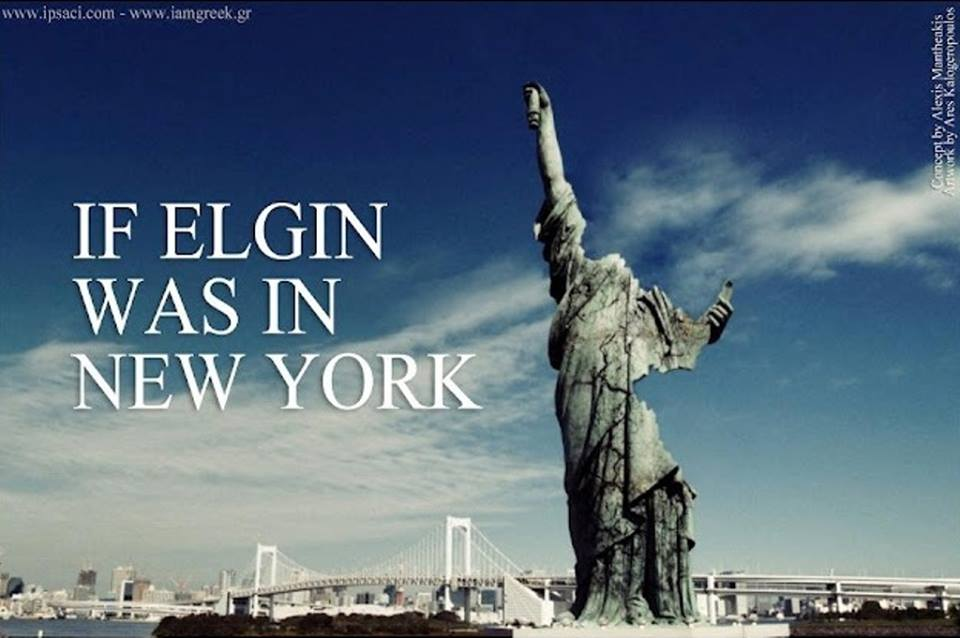 www.ipsaci.com - www.iamgreek.gr
IF ELGIN
WAS IN
NEW YORK
Concept by Alexis Mantheakis
Artwork by Ares Kalogeropoulos